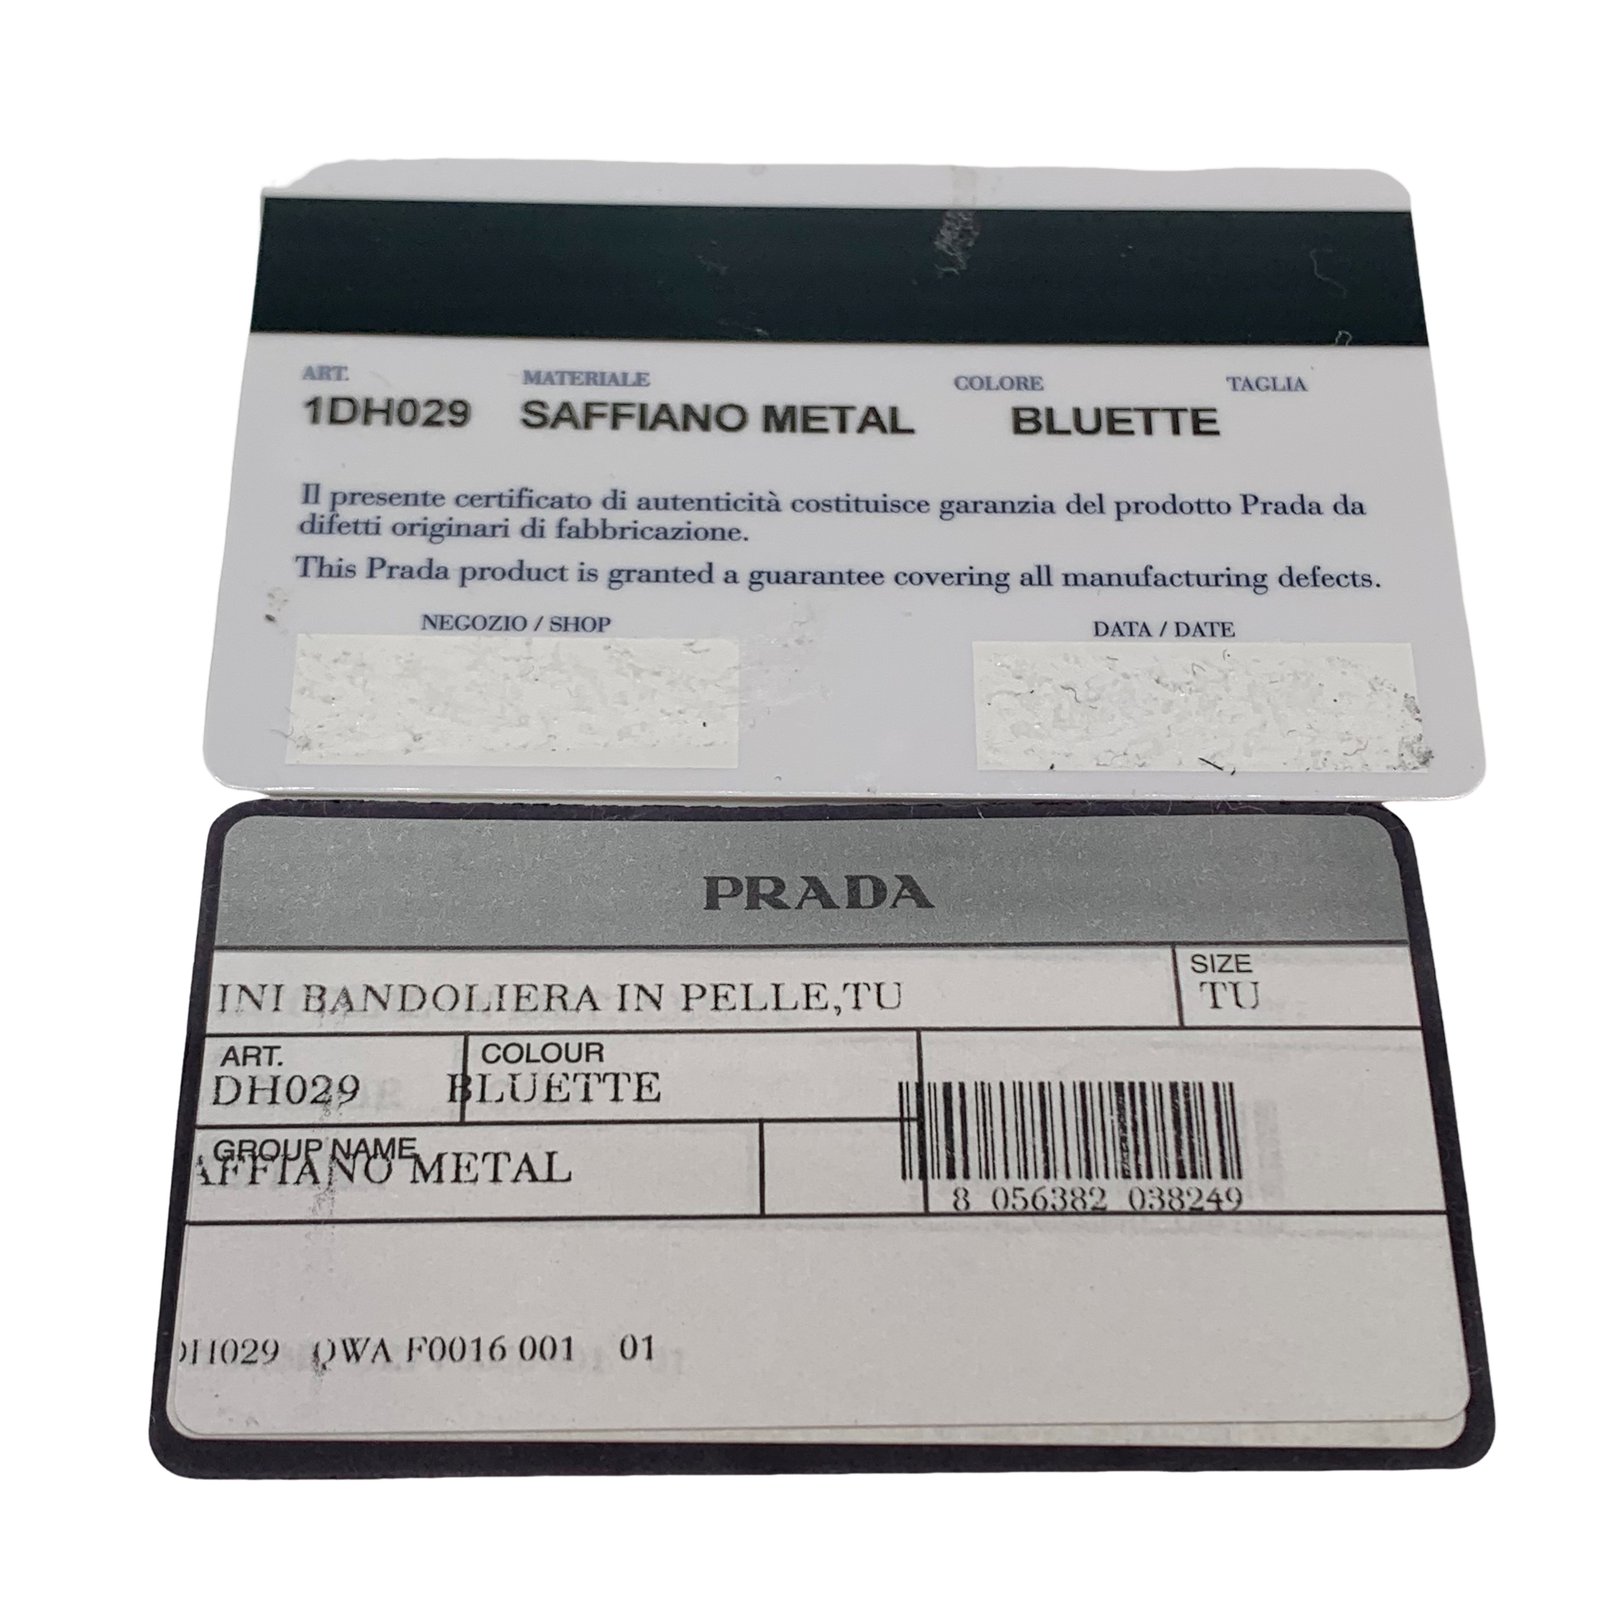 ART. MATERIALE COLORE TAGLIA
1DH029 SAFFIANO METAL BLUETTE
Il presente certificato di autenticità costituisce garanzia del prodotto Prada da
difetti originari di fabbricazione.
This Prada product is granted a guarantee covering all manufacturing defects.
NEGOZIO / SHOP DATA / DATE
PRADA
INI BANDOLIERA IN PELLE,TU
SIZE
TU
ART. COLOUR
DH029 BLUETTE
GROUP NAME
AFFIANO METAL
8 056382 038249
DH029 QWA F0016 001 01